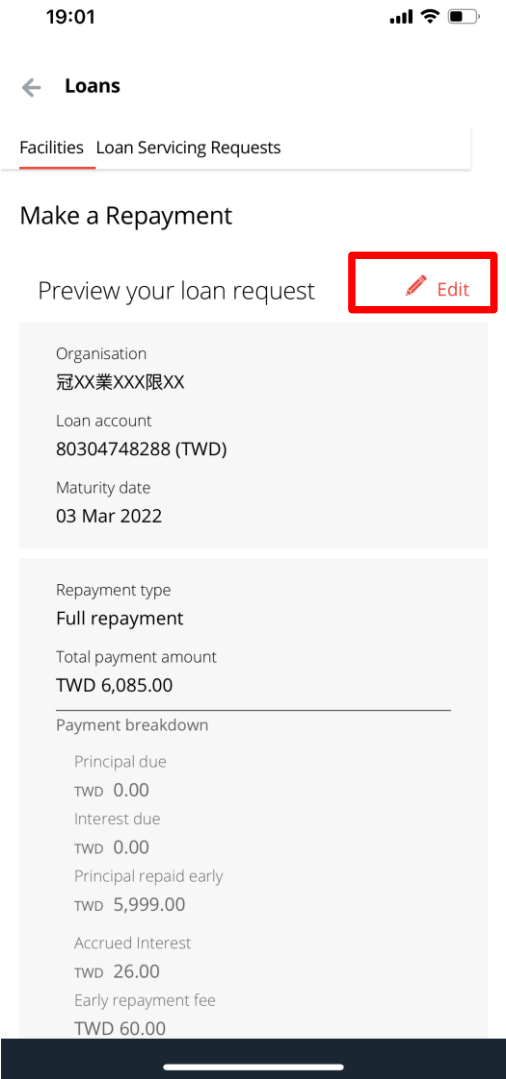 19:01
Loans
Facilities Loan Servicing Requests
Make a Repayment
Preview your loan request Edit
Organisation
冠XX業XXX限XX
Loan account
80304748288 (TWD)
Maturity date
03 Mar 2022
Repayment type
Full repayment
Total payment amount
TWD 6,085.00
Payment breakdown
Principal due
TWD 0.00
Interest due
TWD 0.00
Principal repaid early
TWD 5,999.00
Accrued Interest
TWD 26.00
Early repayment fee
TWD 60.00